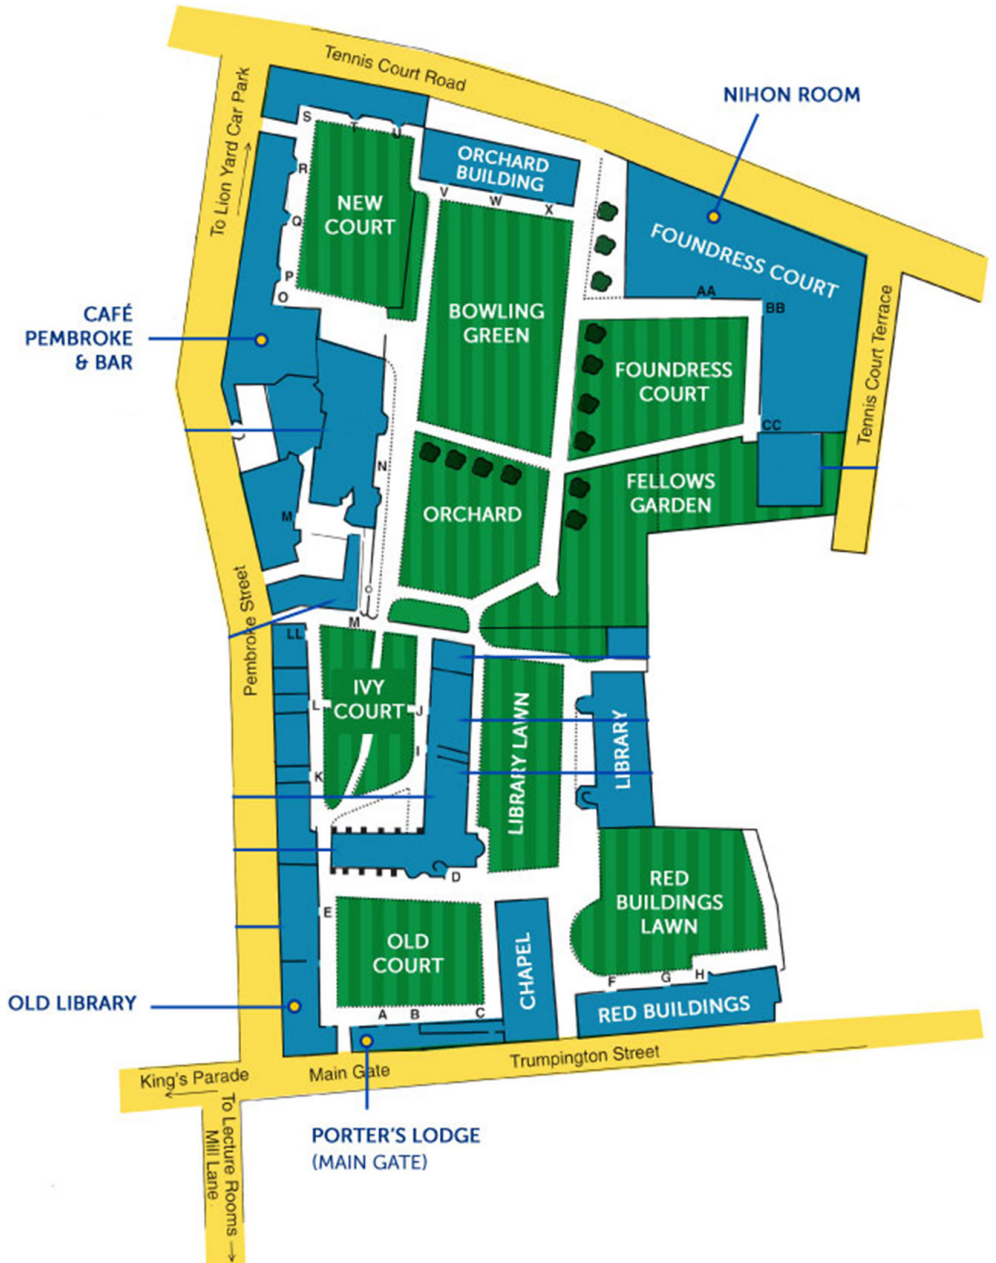 Tennis Court Road
To Lion Yard Car Park
NIHON ROOM
S
T
U
ORCHARD
BUILDING
R
V
W
X
NEW
COURT
Q
FOUNDRESS COURT
P
O
AA
BB
CAFÉ
PEMBROKE
& BAR
BOWLING
GREEN
FOUNDRESS
COURT
Tennis Court Terrace
CC
N
FELLOWS
GARDEN
M
ORCHARD
O
Pembroke Street
M
LL
IVY
COURT
L
J
I
K
LIBRARY LAWN
LIBRARY
D
E
RED
BUILDINGS
LAWN
OLD
COURT
CHAPEL
F
G
H
OLD LIBRARY
A
B
C
RED BUILDINGS
King's Parade
Main Gate
Trumpington Street
To Lecture Rooms
Mill Lane
PORTER'S LODGE
(MAIN GATE)